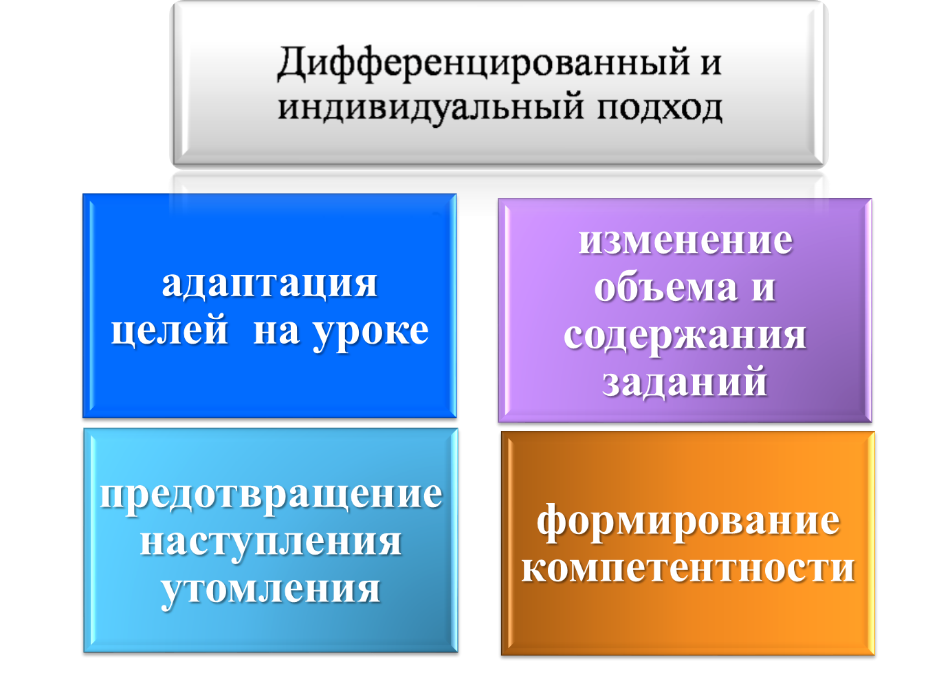 Дифференцированный и
индивидуальный подход
адаптация
целей на уроке
изменение
объема и
содержания
заданий
предотвращение
наступления
утомления
формирование
компетентности